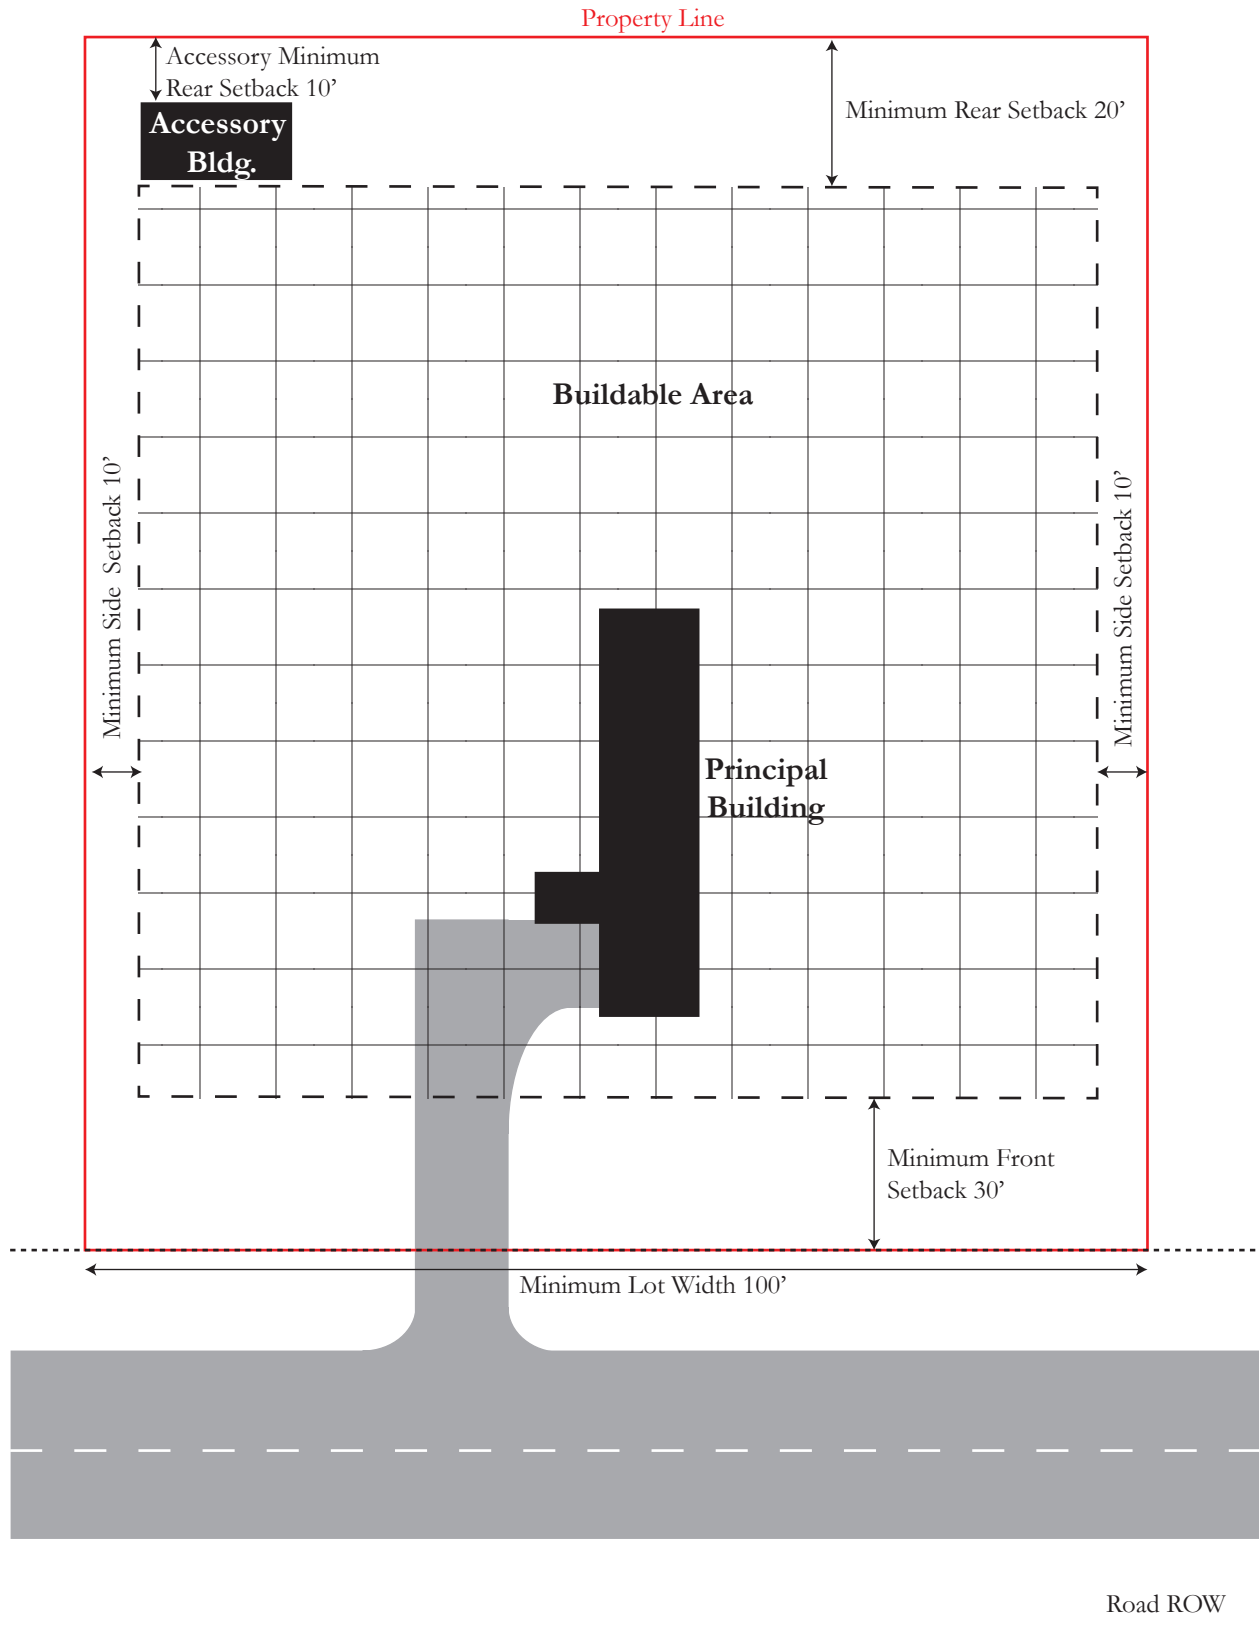 Property Line
Accessory Minimum
Rear Setback 10’
Minimum Rear Setback 20’
Accessory
Bldg.
Buildable Area
Minimum Side Setback 10’
Minimum Side Setback 10’
Principal
Building
Minimum Front
Setback 30’
Minimum Lot Width 100’
Road ROW